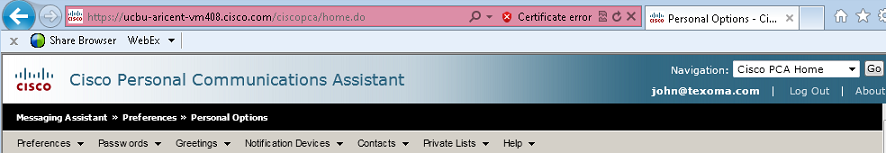 https://ucbu-aricent-vm408.cisco.com/ciscopca/home.do Certificate error Personal Options - Ci...
x Share Browser WebEx
cisco Cisco Personal Communications Assistant Navigation: Cisco PCA Home Go
john@texoma.com | Log Out | About
Messaging Assistant » Preferences » Personal Options
Preferences Passwords Greetings Notification Devices Contacts Private Lists Help